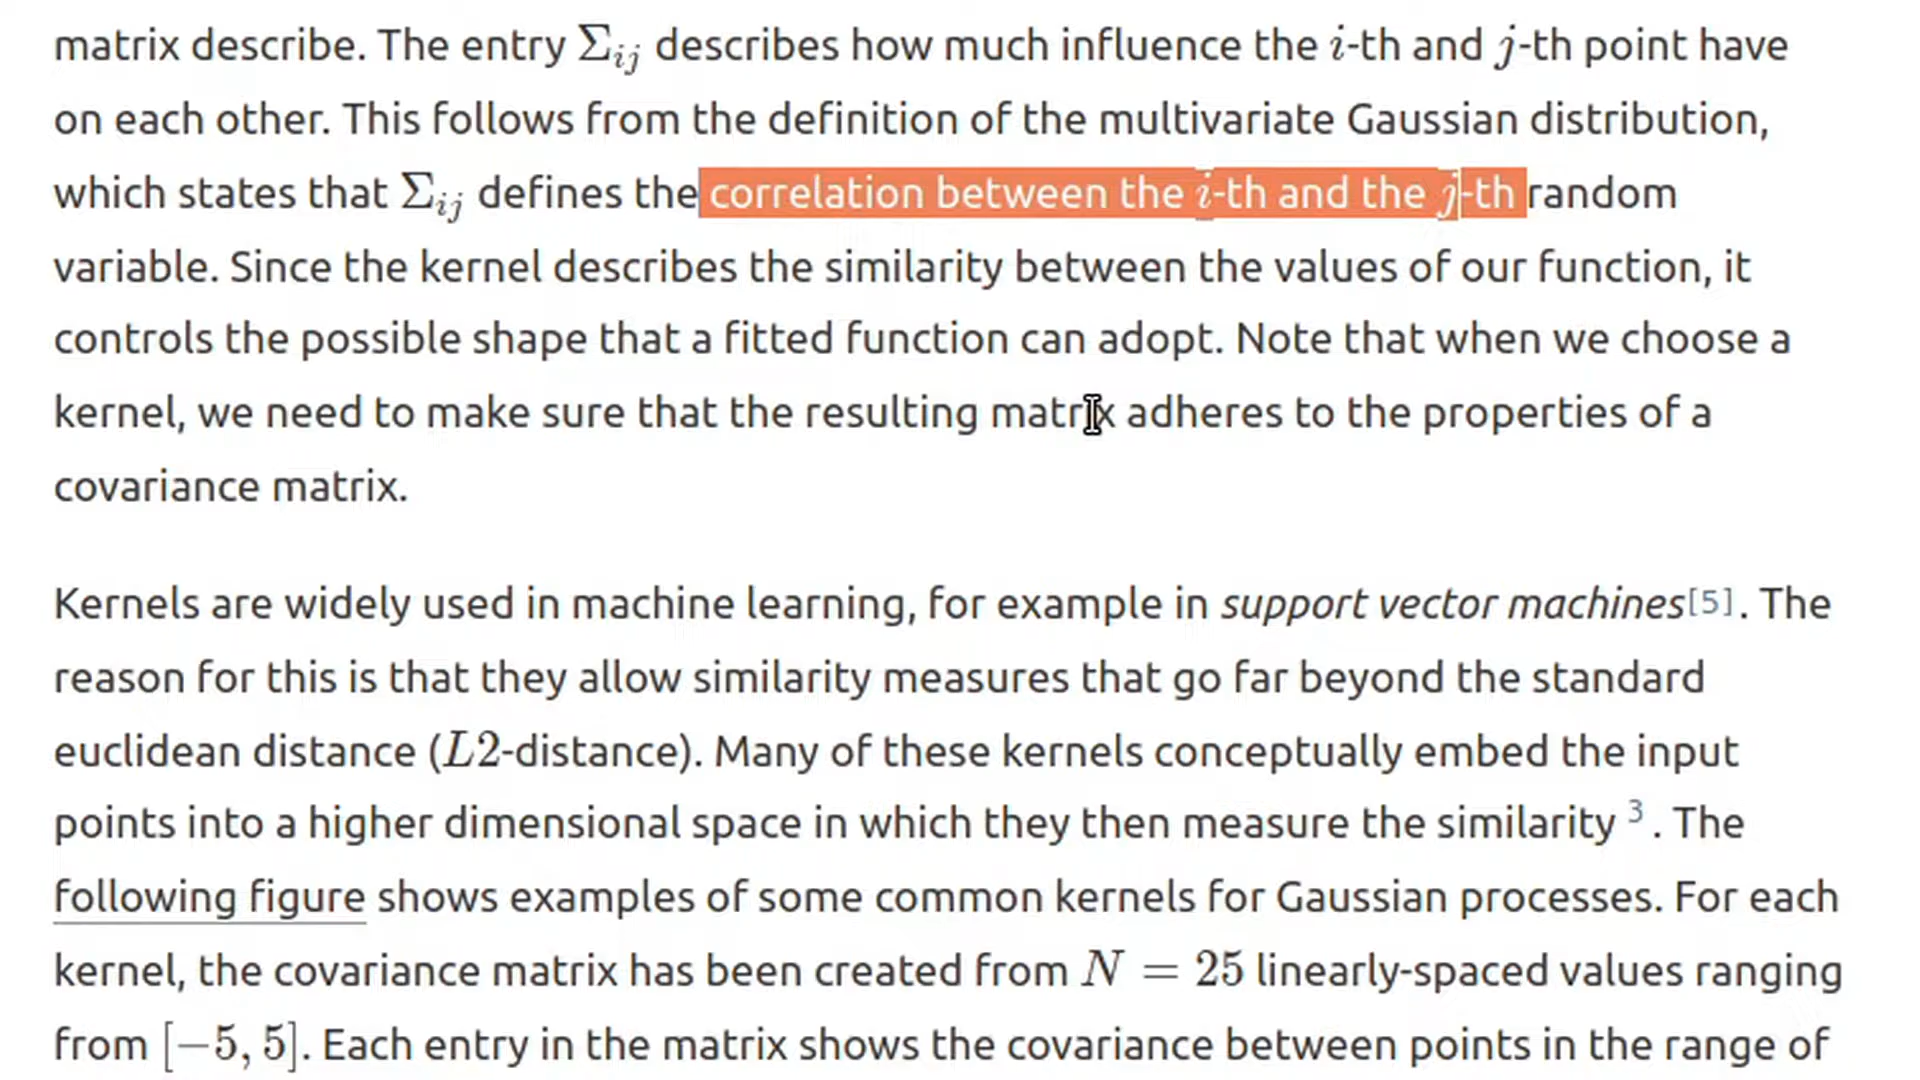 matrix describe. The entry Σij describes how much influence the i-th and j-th point have
on each other. This follows from the definition of the multivariate Gaussian distribution,
which states that Σij defines the correlation between the i-th and the j-th random
variable. Since the kernel describes the similarity between the values of our function, it
controls the possible shape that a fitted function can adopt. Note that when we choose a
kernel, we need to make sure that the resulting matrix adheres to the properties of a
covariance matrix.
Kernels are widely used in machine learning, for example in support vector machines[5]. The
reason for this is that they allow similarity measures that go far beyond the standard
euclidean distance (L2-distance). Many of these kernels conceptually embed the input
points into a higher dimensional space in which they then measure the similarity 3 . The
following figure shows examples of some common kernels for Gaussian processes. For each
kernel, the covariance matrix has been created from N = 25 linearly-spaced values ranging
from [−5, 5]. Each entry in the matrix shows the covariance between points in the range of